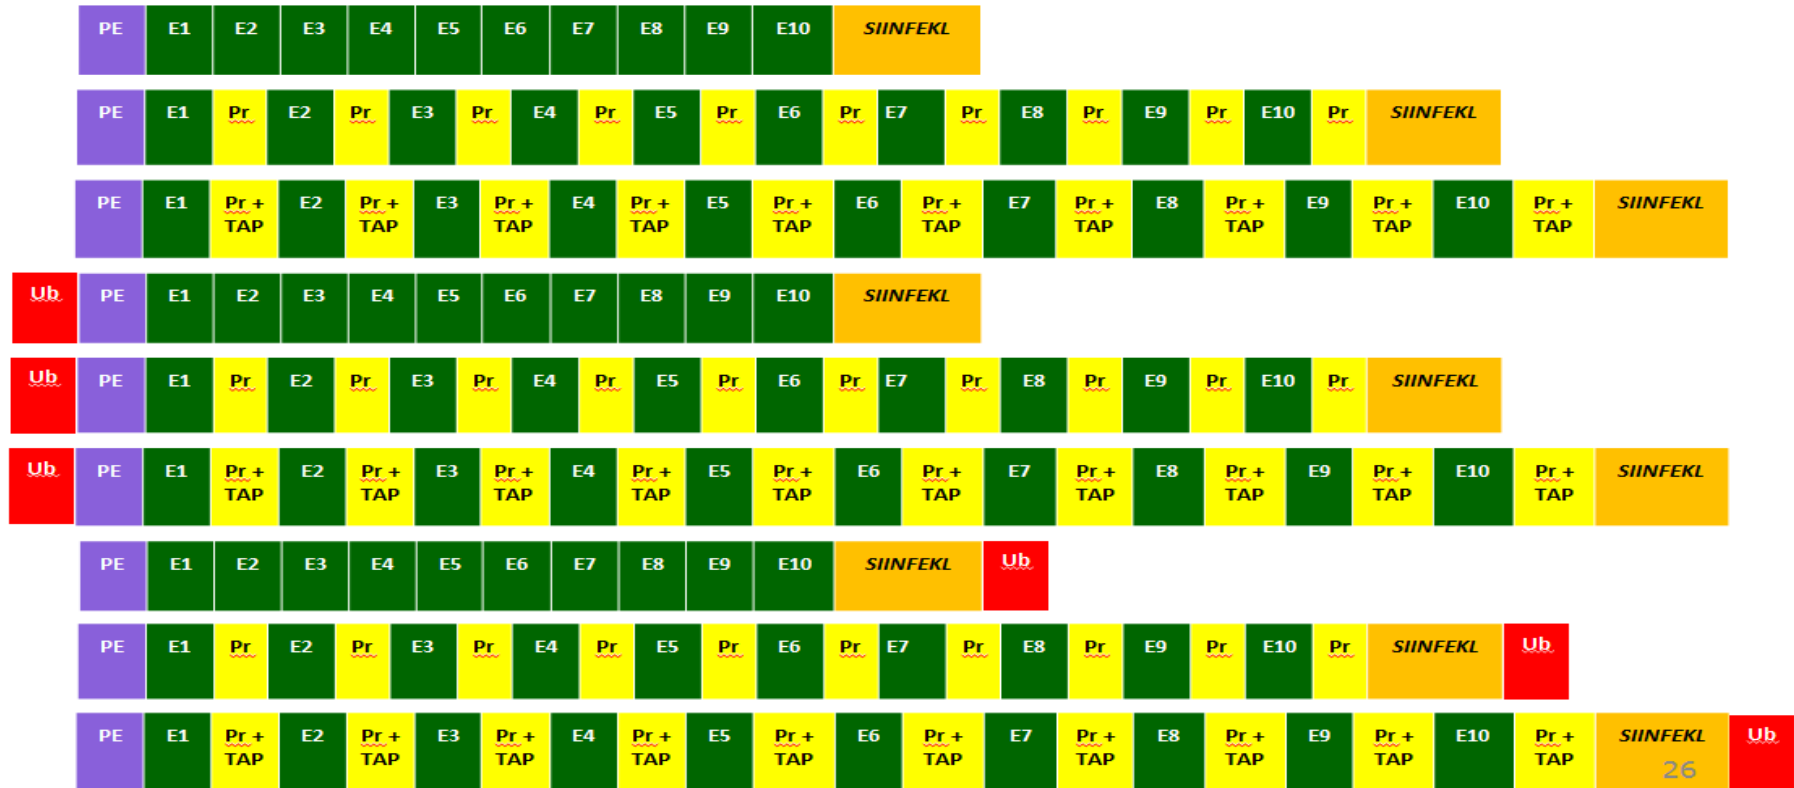 PE E1 E2 E3 E4 E5 E6 E7 E8 E9 E10 SIINFEKL
PE E1 Pr E2 Pr E3 Pr E4 Pr E5 Pr E6 Pr E7 Pr E8 Pr E9 Pr E10 Pr SIINFEKL
PE E1 Pr + TAP E2 Pr + TAP E3 Pr + TAP E4 Pr + TAP E5 Pr + TAP E6 Pr + TAP E7 Pr + TAP E8 Pr + TAP E9 Pr + TAP E10 Pr + TAP SIINFEKL
Ub PE E1 E2 E3 E4 E5 E6 E7 E8 E9 E10 SIINFEKL
Ub PE E1 Pr E2 Pr E3 Pr E4 Pr E5 Pr E6 Pr E7 Pr E8 Pr E9 Pr E10 Pr SIINFEKL
Ub PE E1 Pr + TAP E2 Pr + TAP E3 Pr + TAP E4 Pr + TAP E5 Pr + TAP E6 Pr + TAP E7 Pr + TAP E8 Pr + TAP E9 Pr + TAP E10 Pr + TAP SIINFEKL
PE E1 E2 E3 E4 E5 E6 E7 E8 E9 E10 SIINFEKL Ub
PE E1 Pr E2 Pr E3 Pr E4 Pr E5 Pr E6 Pr E7 Pr E8 Pr E9 Pr E10 Pr SIINFEKL Ub
PE E1 Pr + TAP E2 Pr + TAP E3 Pr + TAP E4 Pr + TAP E5 Pr + TAP E6 Pr + TAP E7 Pr + TAP E8 Pr + TAP E9 Pr + TAP E10 Pr + TAP SIINFEKL Ub
26